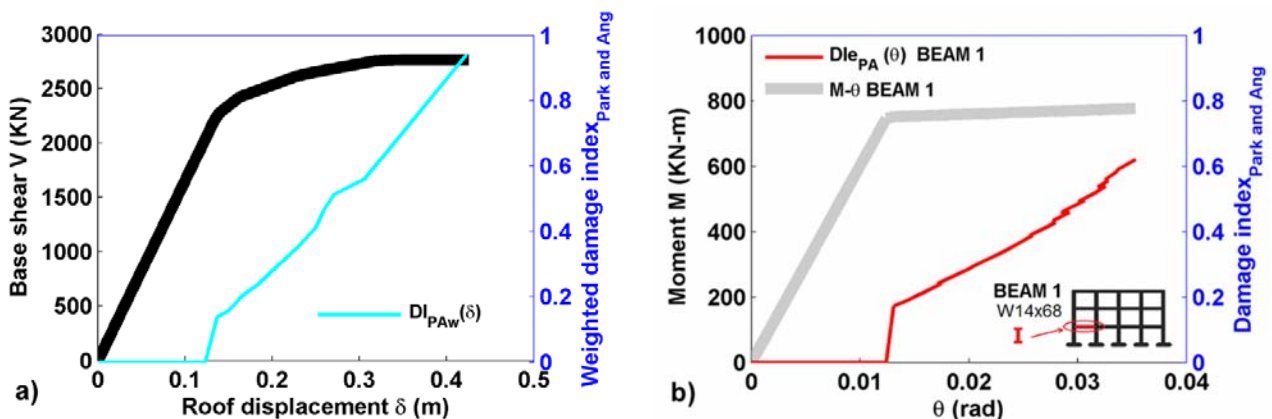 3000
2500
2000
1500
1000
500
0
Base shear V (KN)
0
0.1
0.2
0.3
0.4
0.5
Roof displacement δ (m)
1
0.8
0.6
0.4
0.2
0
Weighted damage index Park and Ang
DI PAw (δ)
a)
1000
800
600
400
200
0
Moment M (KN-m)
0
0.01
0.02
0.03
0.04
θ (rad)
1
0.8
0.6
0.4
0.2
0
Damage index Park and Ang
DIe PA (θ) BEAM 1
M-θ BEAM 1
BEAM 1
W14x68
I
b)